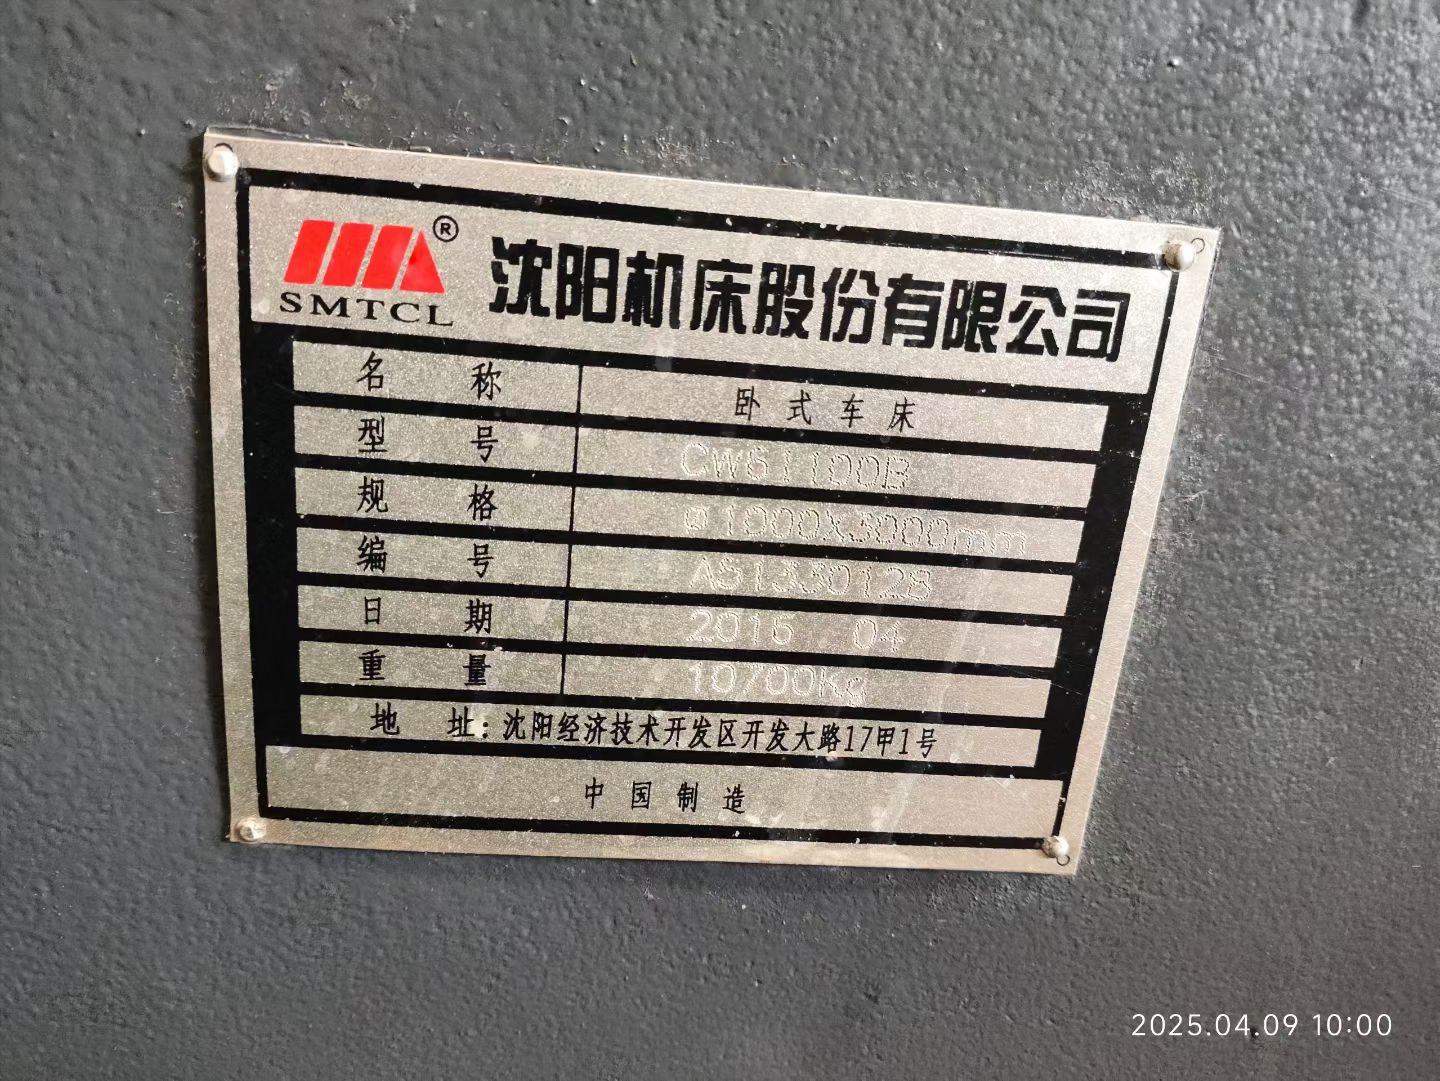 SMTCL ®
沈阳机床股份有限公司
名称 卧式车床
型号 CW61100B
规格 ø1000X3000mm
编号 A5133012B
日期 2015 04
重量 10700Kg
地址：沈阳经济技术开发区开发大路17甲1号
中国制造
2025.04.09 10:00